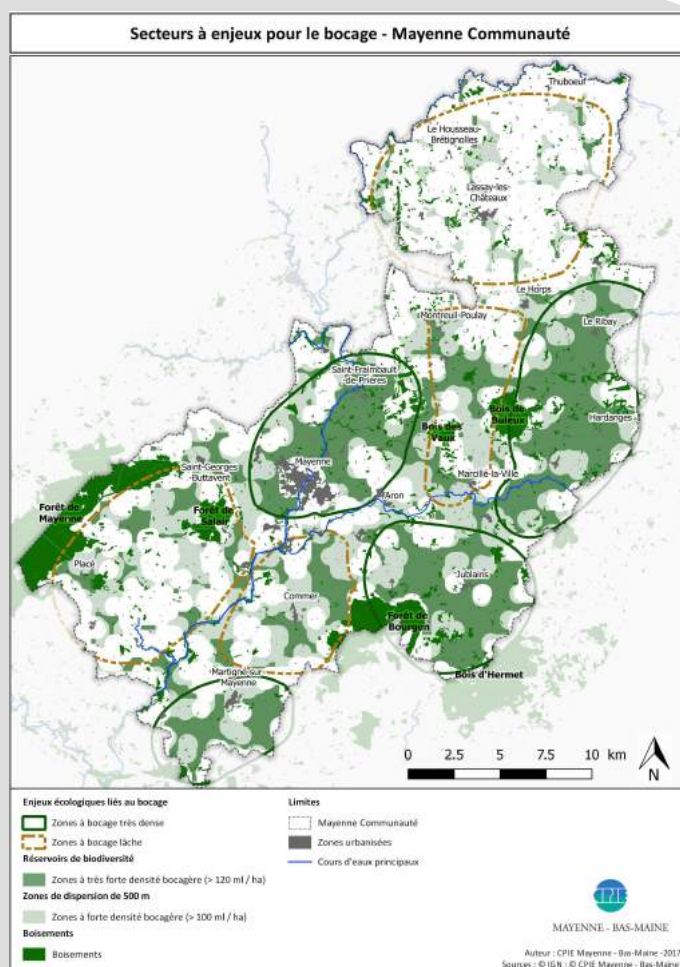 Secteurs à enjeux pour le bocage - Mayenne Communauté
Thuboeuf
Le Housseau-
Brétignolles
Lassay-les-
Châteaux
Le Horps
Montreuil-Poulay
Le Ribay
Saint-Fraimbault
-de-Prières
Bois de
Buleux
Hardanges
Bois des
Vaux
Saint-Georges
-Buttavent
Mayenne
Marcillé-la-Ville
Aron
Forêt de
Mayenne
Forêt de
Salair
Placé
Jublains
Commer
Forêt de
Bourgon
Bois d'Hermet
Martigné-sur-
Mayenne
0 2.5 5 7.5 10 km
N
Enjeux écologiques liés au bocage
Zones à bocage très dense
Zones à bocage lâche
Réservoirs de biodiversité
Zones à très forte densité bocagère (> 120 ml / ha)
Zones de dispersion de 500 m
Zones à forte densité bocagère (> 100 ml / ha)
Boisements
Boisements
Limites
Mayenne Communauté
Zones urbanisées
Cours d'eaux principaux
CPIE
MAYENNE - BAS-MAINE
Auteur : CPIE Mayenne - Bas-Maine -2017
Sources : © IGN ; © CPIE Mayenne - Bas-Maine